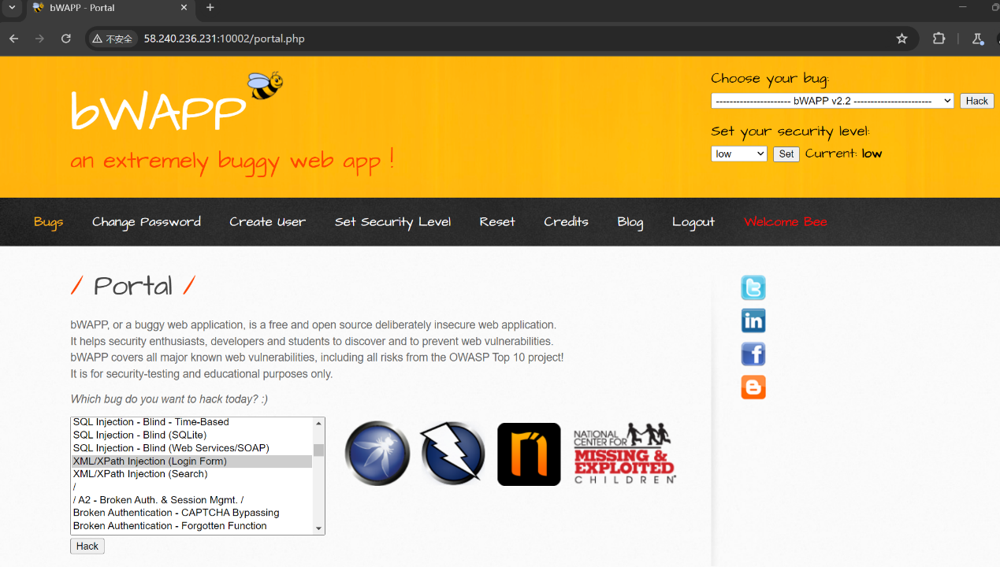 bWAPP - Portal
不安全 58.240.236.231:10002/portal.php
bWAPP
an extremely buggy web app !
Choose your bug:
---------------------- bWAPP v2.2 ----------------------- Hack
Set your security level:
low Set Current: low
Bugs Change Password Create User Set Security Level Reset Credits Blog Logout Welcome Bee
/ Portal /
bWAPP, or a buggy web application, is a free and open source deliberately insecure web application.
It helps security enthusiasts, developers and students to discover and to prevent web vulnerabilities.
bWAPP covers all major known web vulnerabilities, including all risks from the OWASP Top 10 project!
It is for security-testing and educational purposes only.
Which bug do you want to hack today? :)
SQL Injection - Blind - Time-Based
SQL Injection - Blind (SQLite)
SQL Injection - Blind (Web Services/SOAP)
XML/XPath Injection (Login Form)
XML/XPath Injection (Search)
/
/ A2 - Broken Auth. & Session Mgmt. /
Broken Authentication - CAPTCHA Bypassing
Broken Authentication - Forgotten Function
Hack
NATIONAL
CENTER FOR
MISSING &
EXPLOITED
CHILDREN